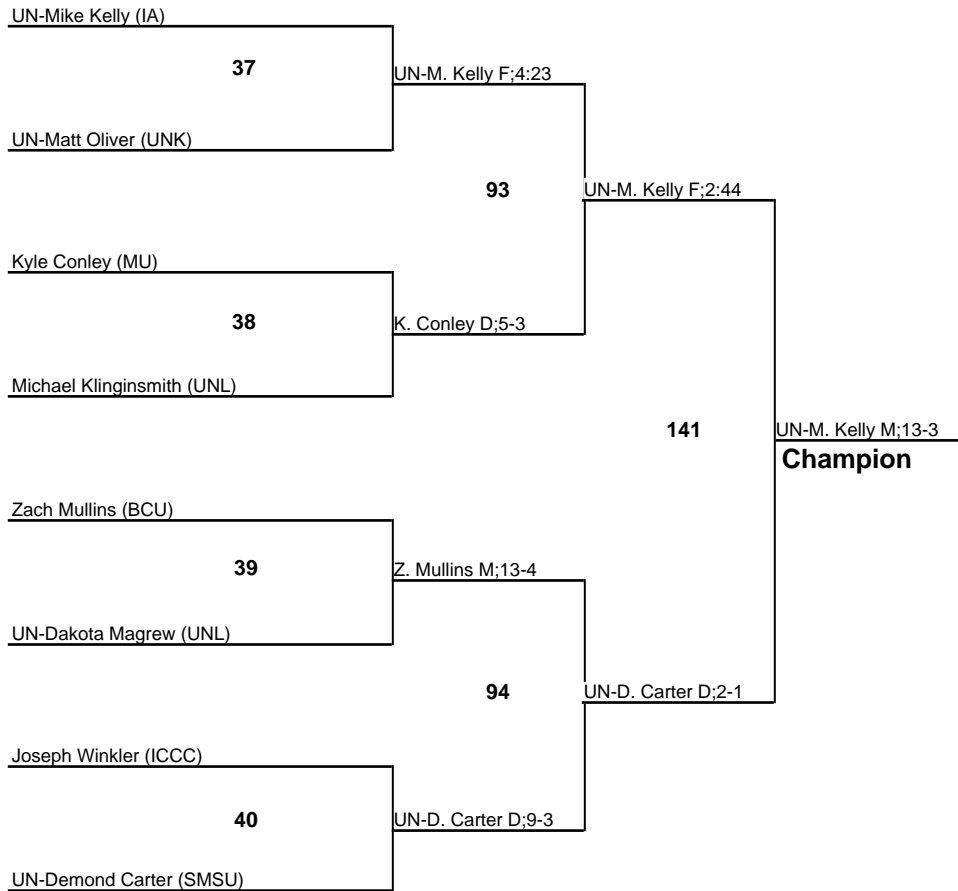 UN-Mike Kelly (IA)
37
UN-M. Kelly F;4:23
UN-Matt Oliver (UNK)
93
UN-M. Kelly F;2:44
Kyle Conley (MU)
38
K. Conley D;5-3
Michael Klinginsmith (UNL)
141
UN-M. Kelly M;13-3
Champion
Zach Mullins (BCU)
39
Z. Mullins M;13-4
UN-Dakota Magrew (UNL)
94
UN-D. Carter D;2-1
Joseph Winkler (ICCC)
40
UN-D. Carter D;9-3
UN-Demond Carter (SMSU)